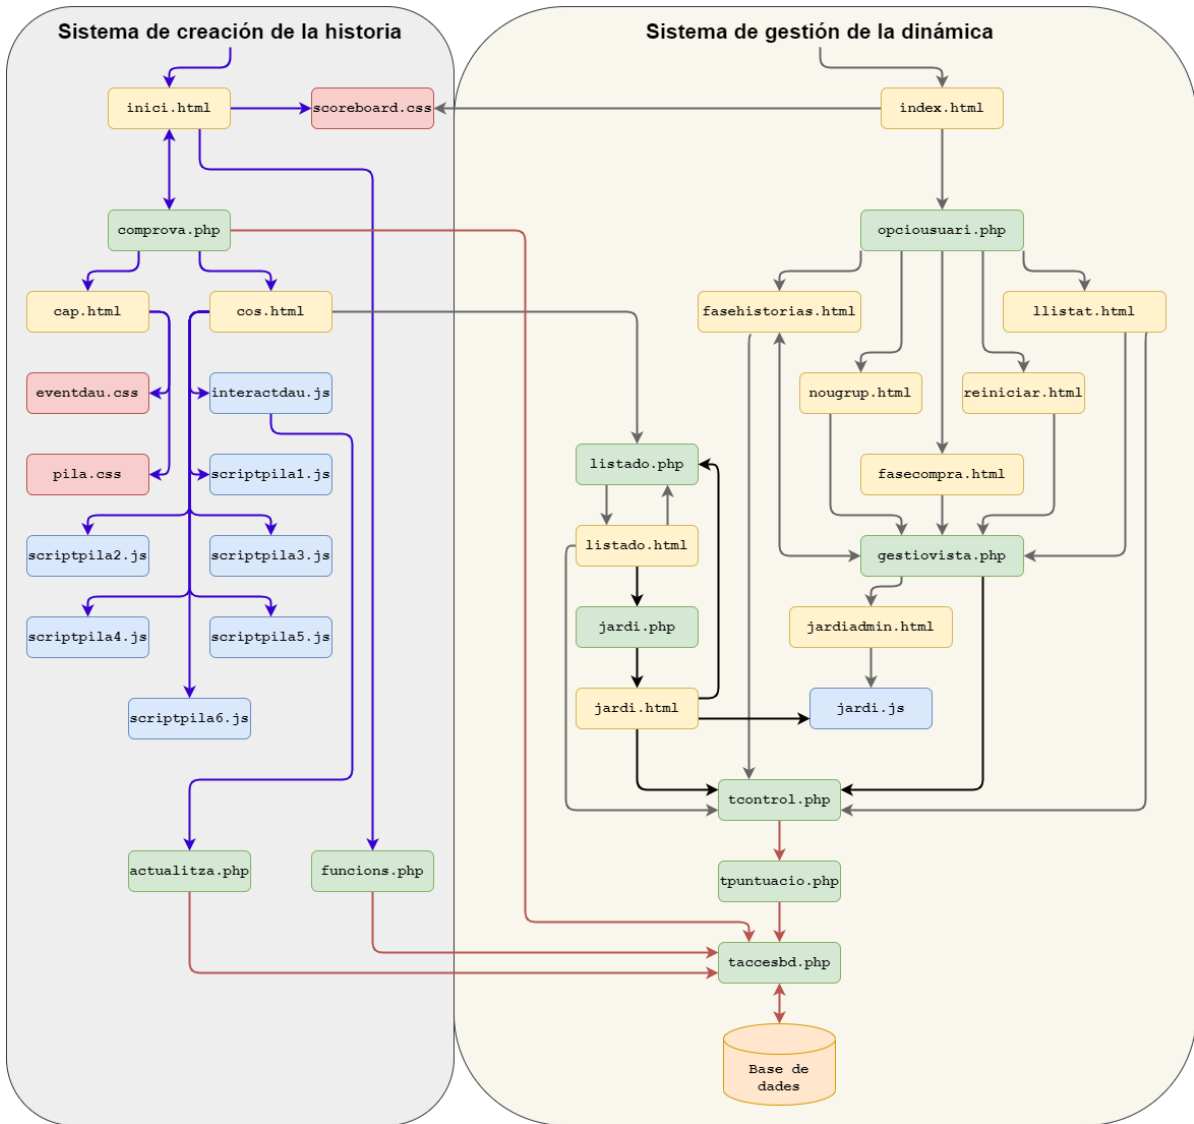 Sistema de creación de la historia
Sistema de gestión de la dinámica
inici.html
scoreboard.css
index.html
comprova.php
opciousuari.php
cap.html
cos.html
fasehistorias.html
llistat.html
eventdau.css
interactdau.js
nougrup.html
reiniciar.html
pila.css
scriptpila1.js
listado.php
fasecompra.html
scriptpila2.js
scriptpila3.js
listado.html
gestiovista.php
scriptpila4.js
scriptpila5.js
jardi.php
jardiadmin.html
scriptpila6.js
jardi.html
jardi.js
tcontrol.php
actualitza.php
funcions.php
tpuntuacio.php
taccesbd.php
Base de
dades